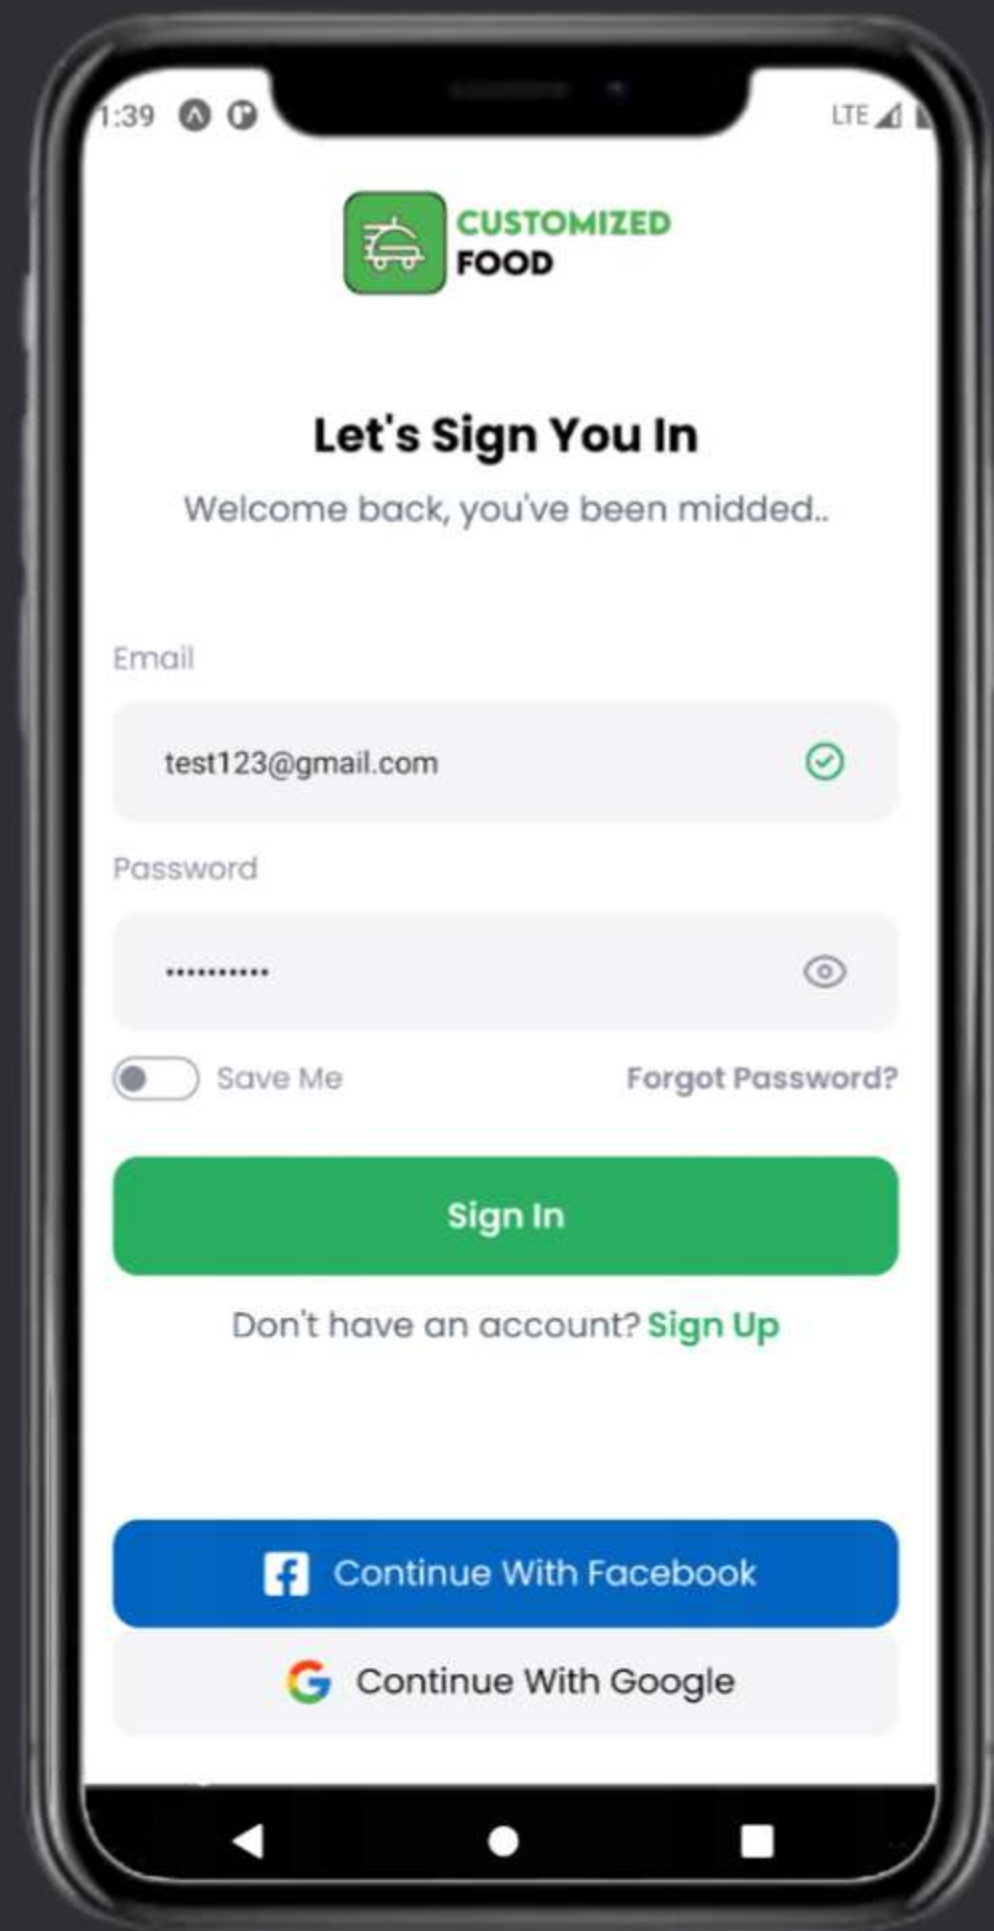 1:39 LTE
CUSTOMIZED
FOOD
Let's Sign You In
Welcome back, you've been midded..
Email
test123@gmail.com
Password
••••••••••
Save Me Forgot Password?
Sign In
Don't have an account? Sign Up
Continue With Facebook
Continue With Google